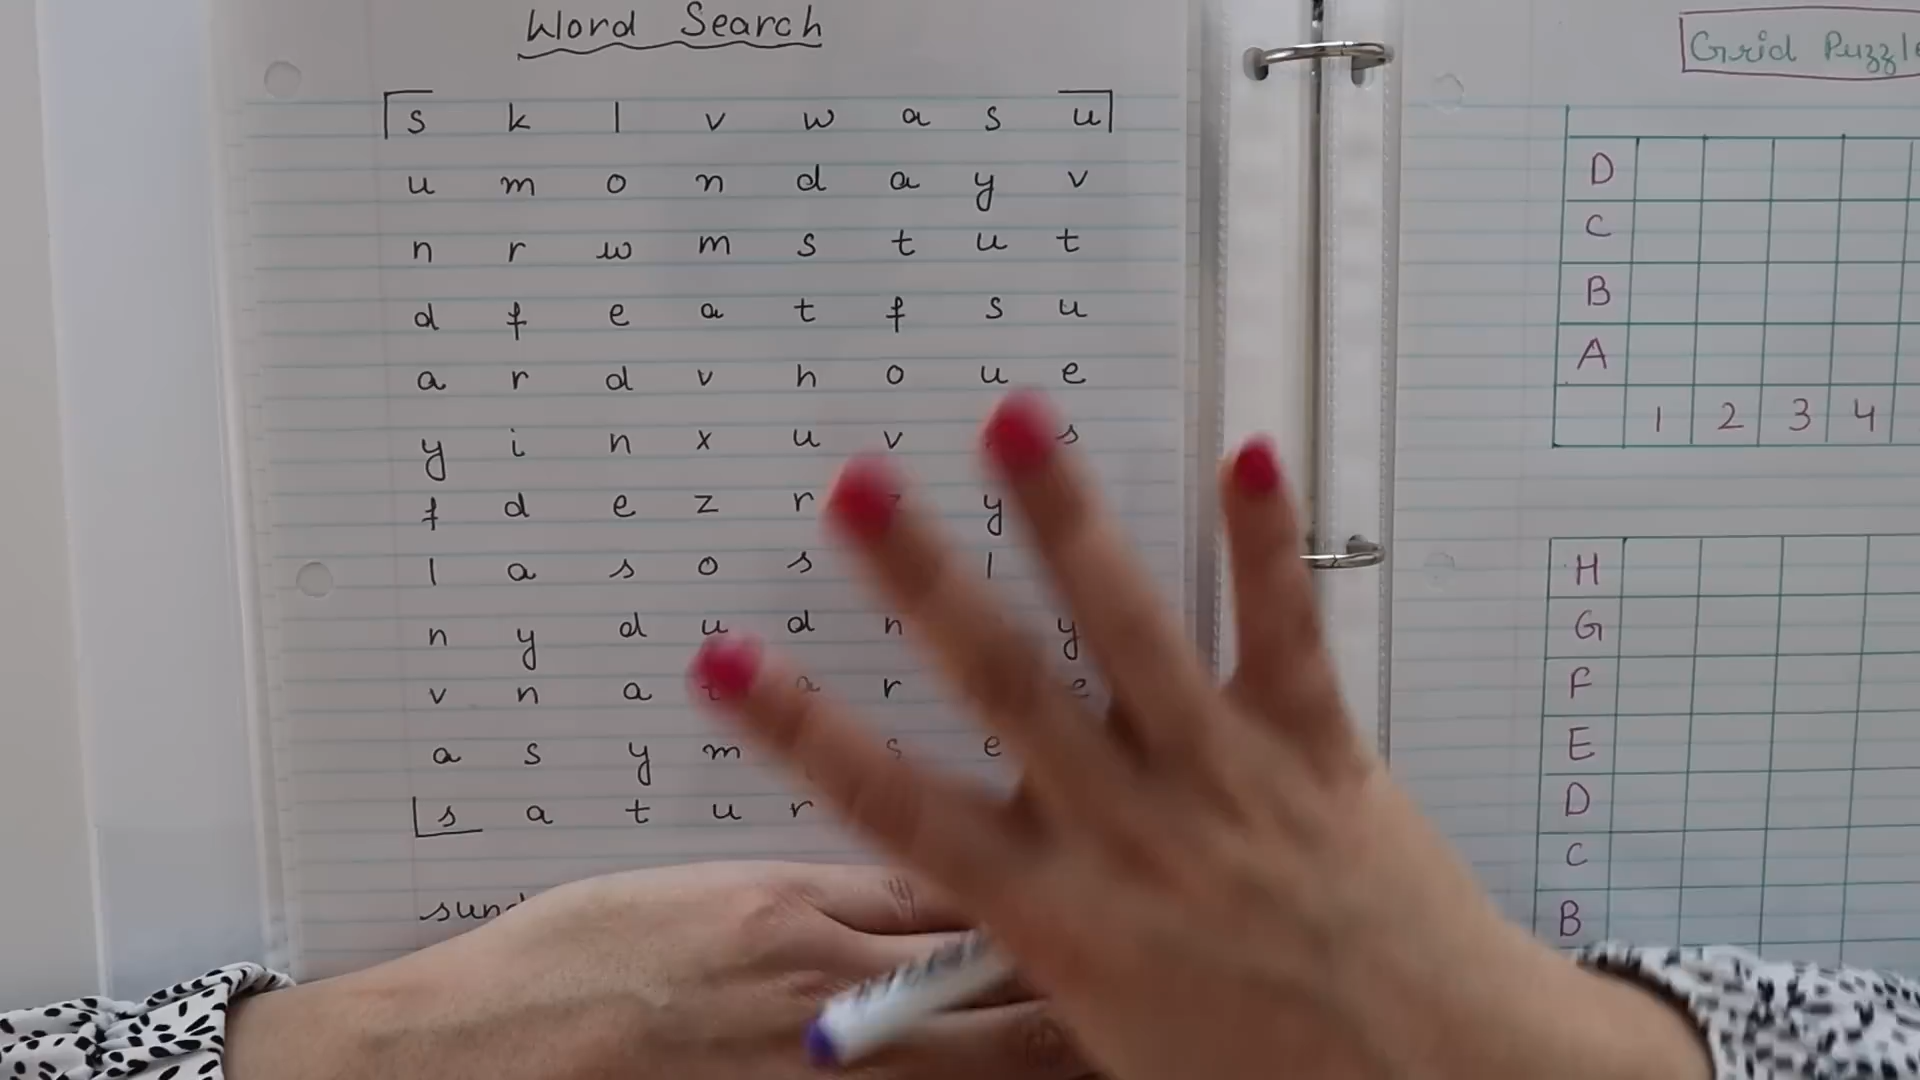 Word Search
s k l v w a s u
u m o n d a y v
n r w m s t u t
d f e a t f s u
a r d v h o u e
y i n x u v s
f d e z r y
l a s o s l
n y d u d n y
v n a t a r e
a s y m s e
s a t u r
Grid Puzzle
D
C
B
A
1 2 3 4
H
G
F
E
D
C
B